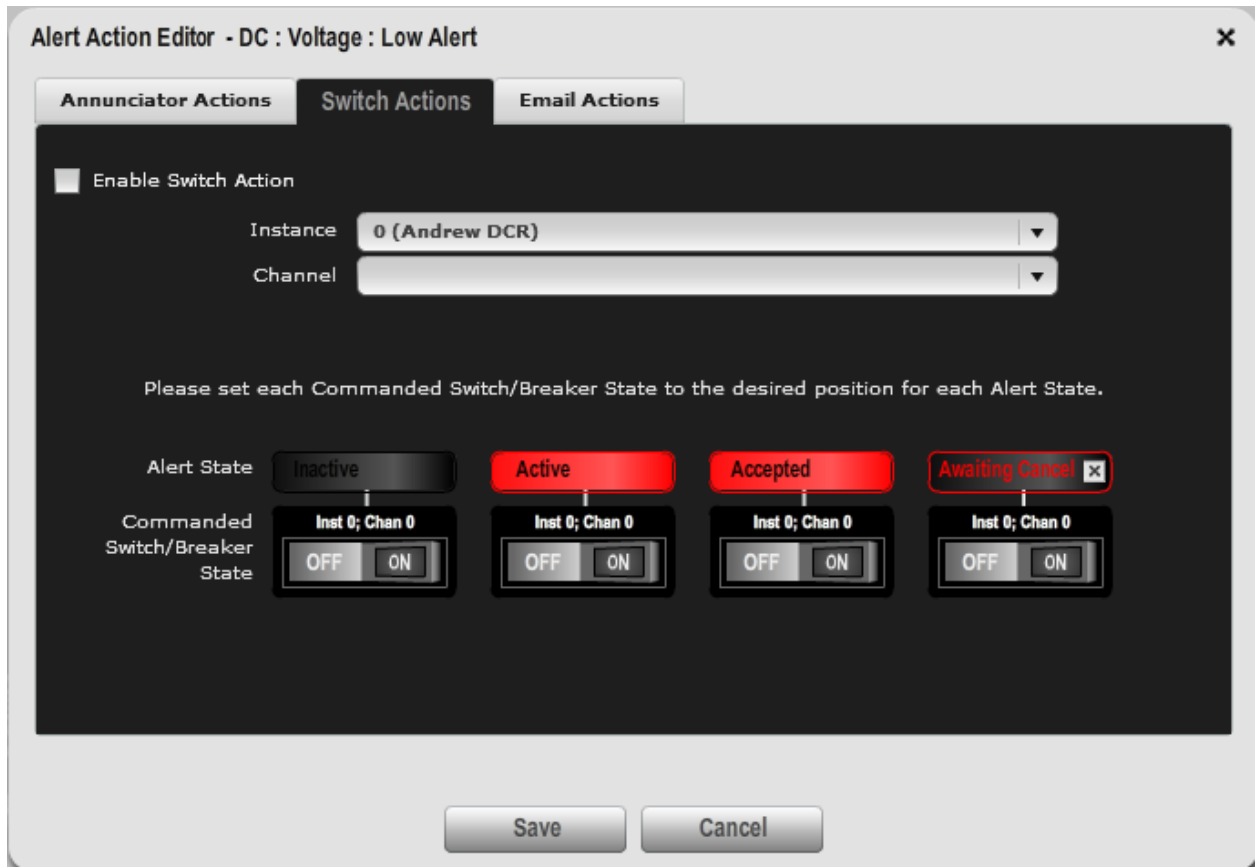 Alert Action Editor - DC : Voltage : Low Alert
Annunciator Actions Switch Actions Email Actions
Enable Switch Action
Instance 0 (Andrew DCR)
Channel
Please set each Commanded Switch/Breaker State to the desired position for each Alert State.
Alert State Inactive Active Accepted Awaiting Cancel
Commanded Switch/Breaker State
Inst 0; Chan 0 Inst 0; Chan 0 Inst 0; Chan 0 Inst 0; Chan 0
OFF ON OFF ON OFF ON OFF ON
Save Cancel